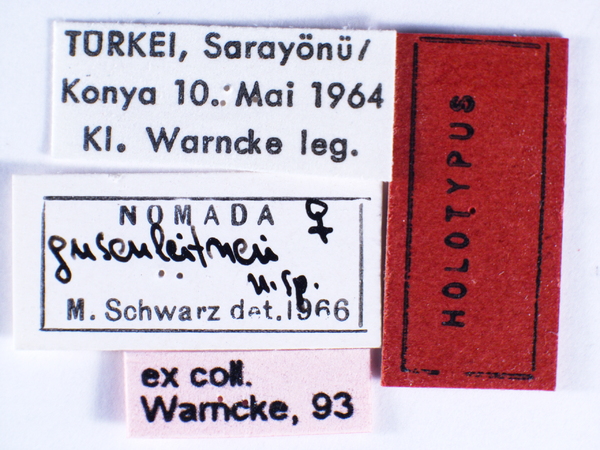 TÜRKEI, Sarayönü/
Konya 10. Mai 1964
Kl. Warncke leg.
HOLOTYPUS
NOMADA ♀
gusenleitneri
n. sp.
M. Schwarz det. 1966
ex coll.
Warncke, 93